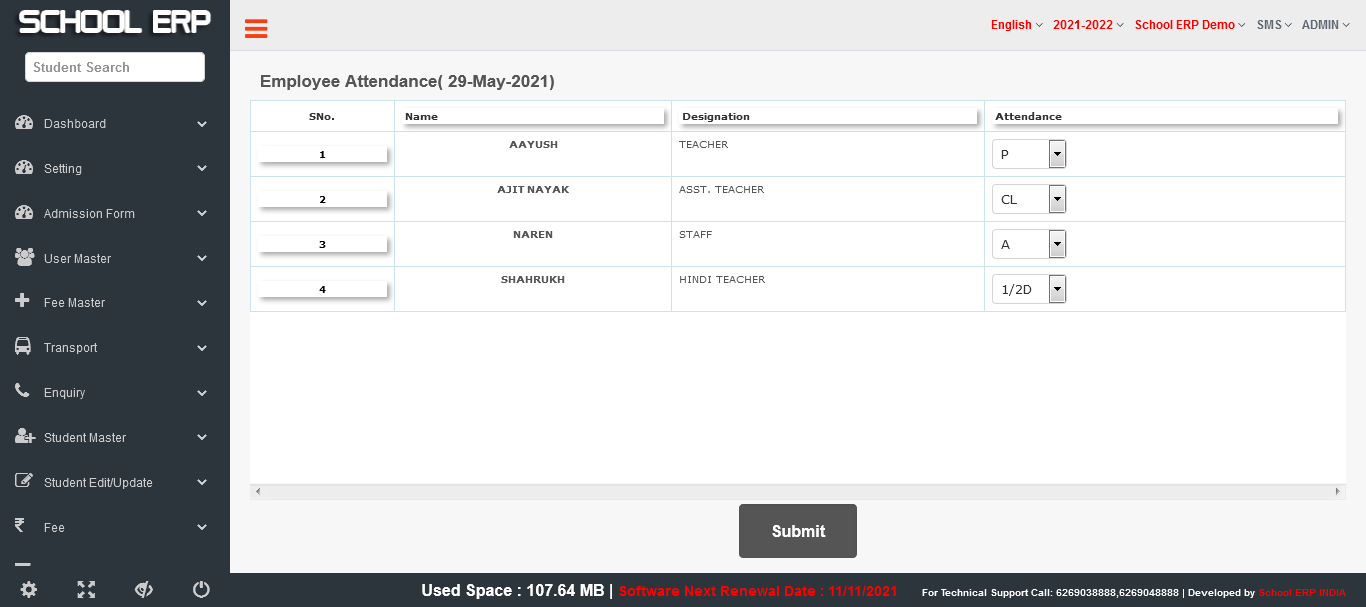 SCHOOL ERP
Student Search
Dashboard
Setting
Admission Form
User Master
Fee Master
Transport
Enquiry
Student Master
Student Edit/Update
₹ Fee
English 2021-2022 School ERP Demo SMS ADMIN
Employee Attendance( 29-May-2021)
SNo. Name Designation Attendance
1 AAYUSH TEACHER P
2 AJIT NAYAK ASST. TEACHER CL
3 NAREN STAFF A
4 SHAHRUKH HINDI TEACHER 1/2D
Submit
Used Space : 107.64 MB | Software Next Renewal Date : 11/11/2021 For Technical Support Call: 6269038888,6269048888 | Developed by School ERP INDIA